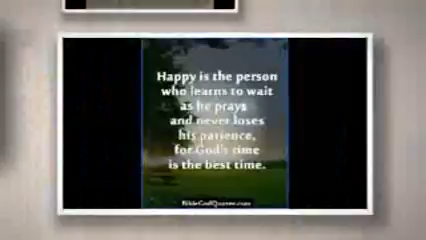 Happy is the person
who learns to wait
as he prays
and never loses
his patience,
for God's time
is the best time.
BibleGodQuotes.com